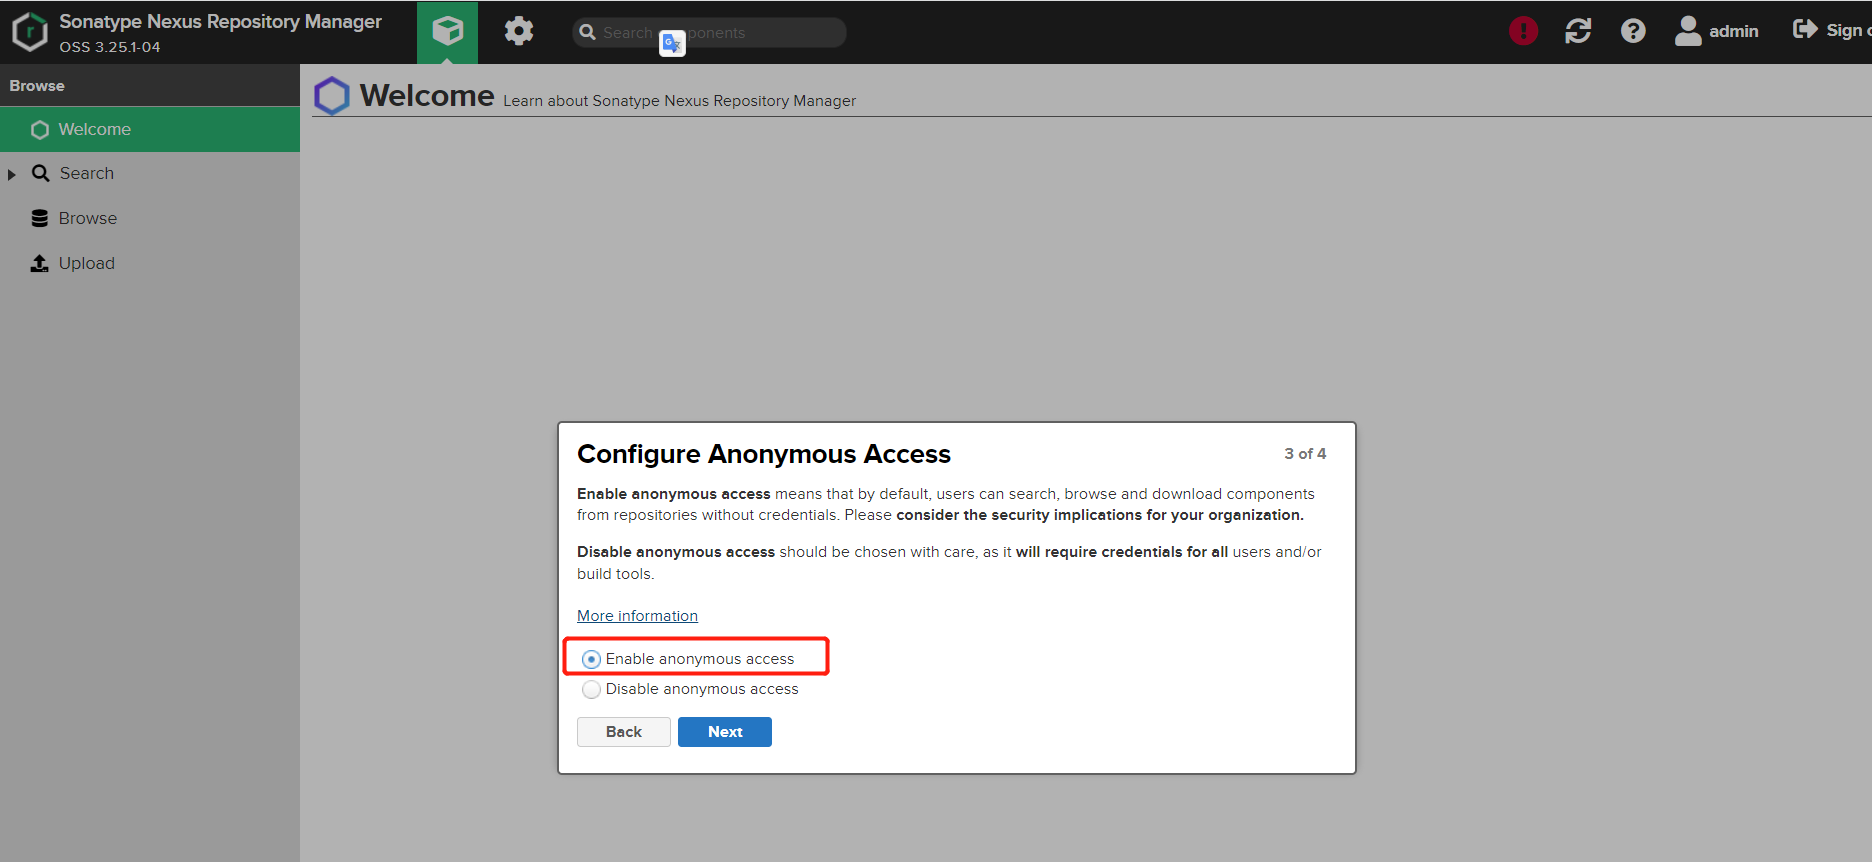 Sonatype Nexus Repository Manager
OSS 3.25.1-04
Search ponents
admin
Sign
Browse
Welcome
Search
Browse
Upload
Welcome Learn about Sonatype Nexus Repository Manager
Configure Anonymous Access
3 of 4
Enable anonymous access means that by default, users can search, browse and download components
from repositories without credentials. Please consider the security implications for your organization.
Disable anonymous access should be chosen with care, as it will require credentials for all users and/or
build tools.
More information
Enable anonymous access
Disable anonymous access
Back
Next